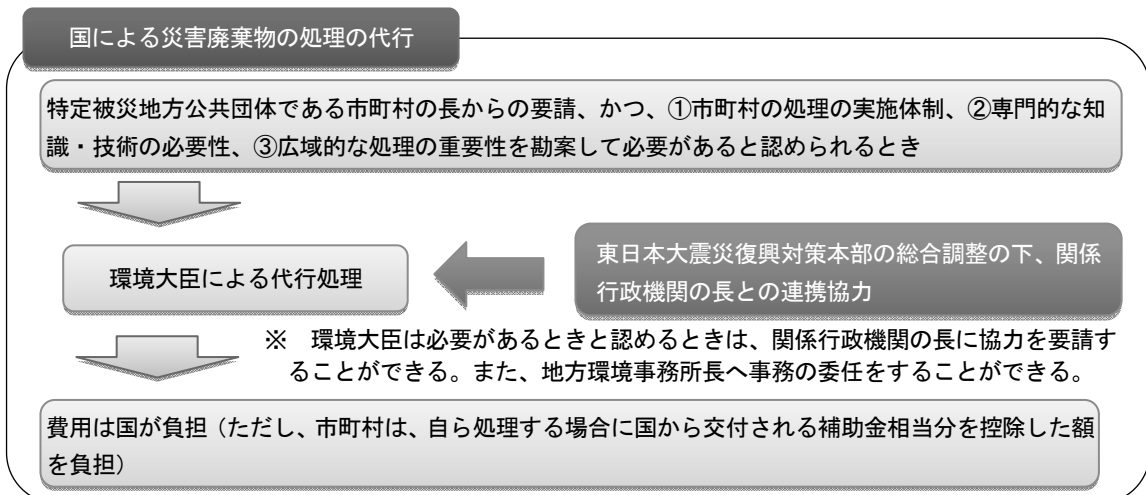 国による災害廃棄物の処理の代行
特定被災地方公共団体である市町村の長からの要請、かつ、①市町村の処理の実施体制、②専門的な知
識・技術の必要性、③広域的な処理の重要性を勘案して必要があると認められるとき
環境大臣による代行処理
東日本大震災復興対策本部の総合調整の下、関係
行政機関の長との連携協力
※　環境大臣は必要があるときと認めるときは、関係行政機関の長に協力を要請す
ることができる。また、地方環境事務所長へ事務の委任をすることができる。
費用は国が負担（ただし、市町村は、自ら処理する場合に国から交付される補助金相当分を控除した額
を負担）